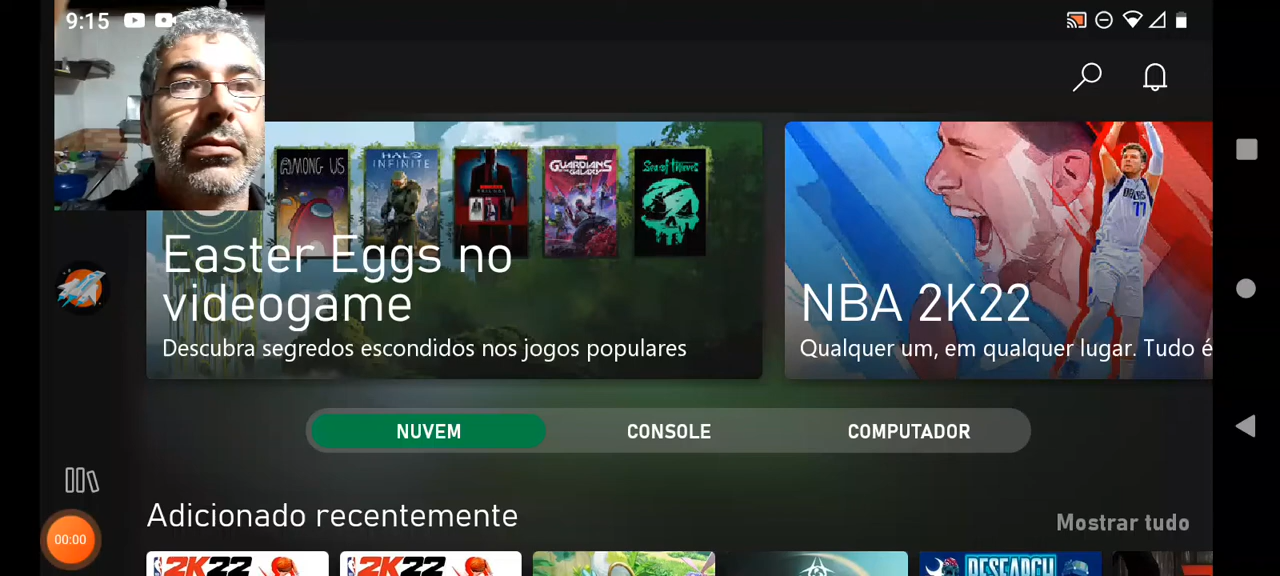 9:15
AMONG US
HALO
INFINITE
GUARDIANS
GALAXY
Sea of Thieves
77
Easter Eggs no
videogame
Descubra segredos escondidos nos jogos populares
NBA 2K22
Qualquer um, em qualquer lugar. Tudo é
NUVEM
CONSOLE
COMPUTADOR
Adicionado recentemente
Mostrar tudo
00:00
2K22
2K22
RESEARCH